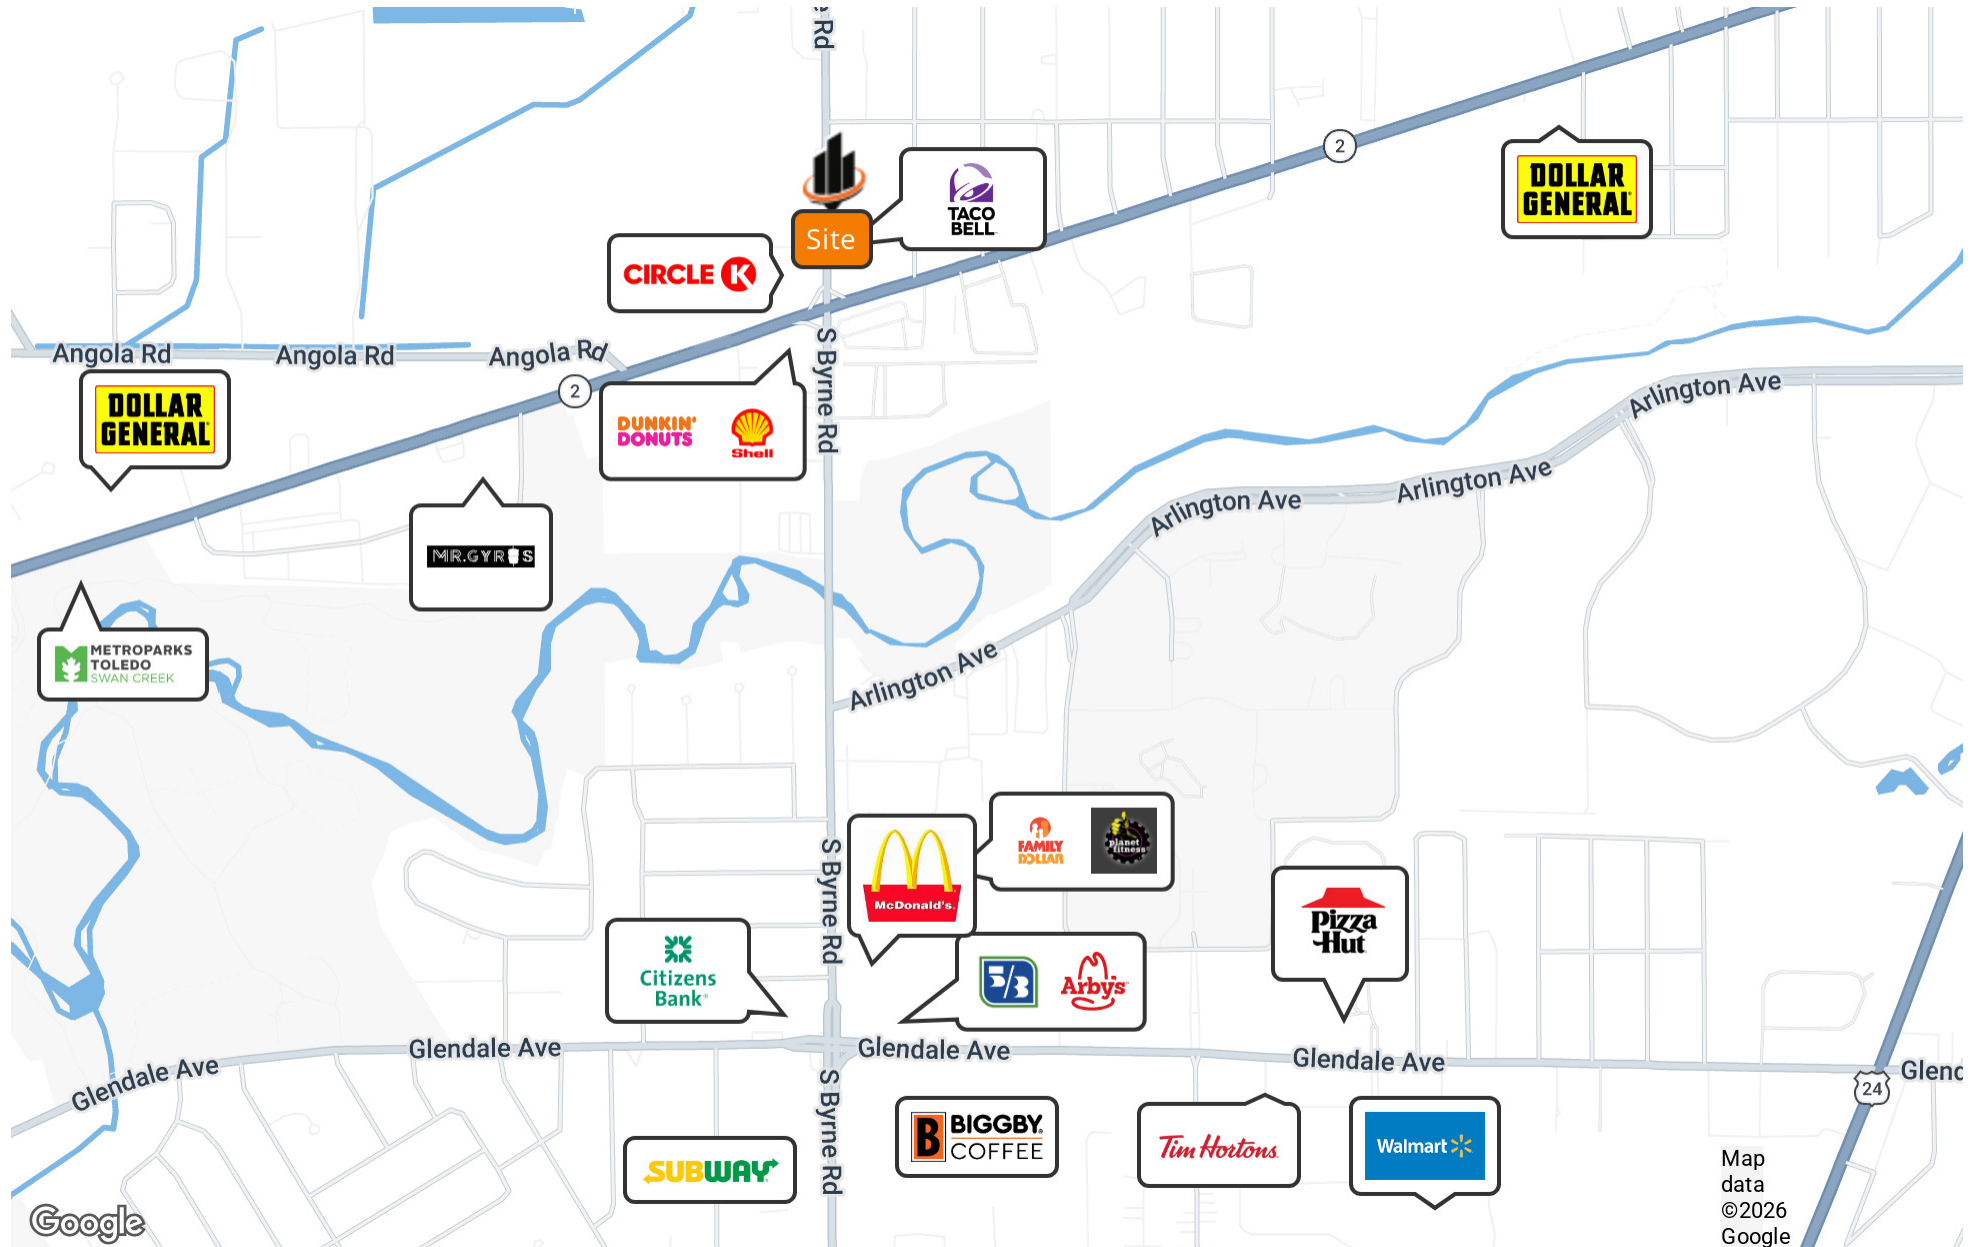 e Rd
2
DOLLAR
GENERAL
TACO
BELL
Site
CIRCLE K
Angola Rd
Angola Rd
Angola Rd
S Byrne Rd
2
Arlington Ave
DOLLAR
GENERAL
DUNKIN'
DONUTS
Shell
Arlington Ave
Arlington Ave
MR.GYROS
METROPARKS
TOLEDO
SWAN CREEK
Arlington Ave
S Byrne Rd
McDonald's
FAMILY
DOLLAR
planet
fitness
Pizza
Hut
Citizens
Bank
5/3
Arby's
Glendale Ave
Glendale Ave
Glendale Ave
Glendale Ave
Glend
24
S Byrne Rd
BIGGBY
COFFEE
Tim Hortons
Walmart
SUBWAY
Map
data
©2026
Google
Google